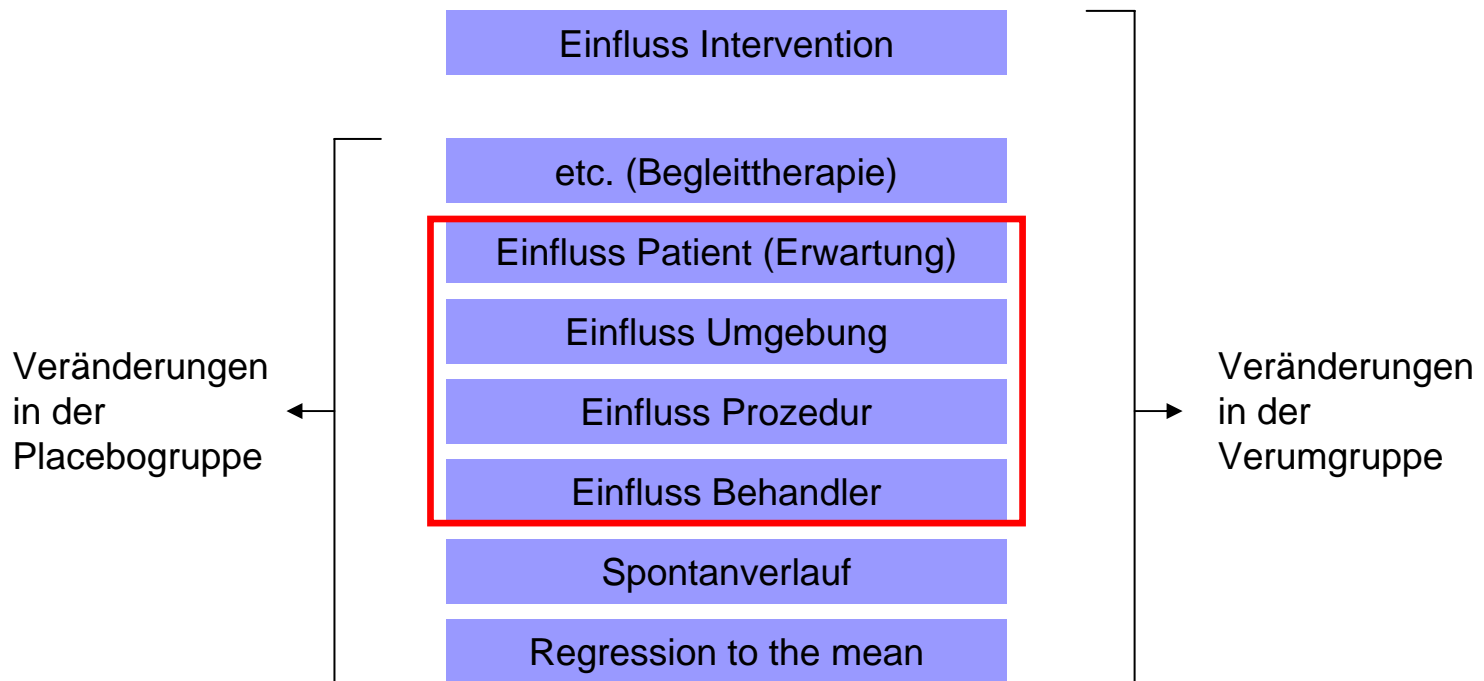 Einfluss Intervention
etc. (Begleittherapie)
Einfluss Patient (Erwartung)
Einfluss Umgebung
Einfluss Prozedur
Einfluss Behandler
Spontanverlauf
Regression to the mean
Veränderungen
in der
Placebogruppe
Veränderungen
in der
Verumgruppe